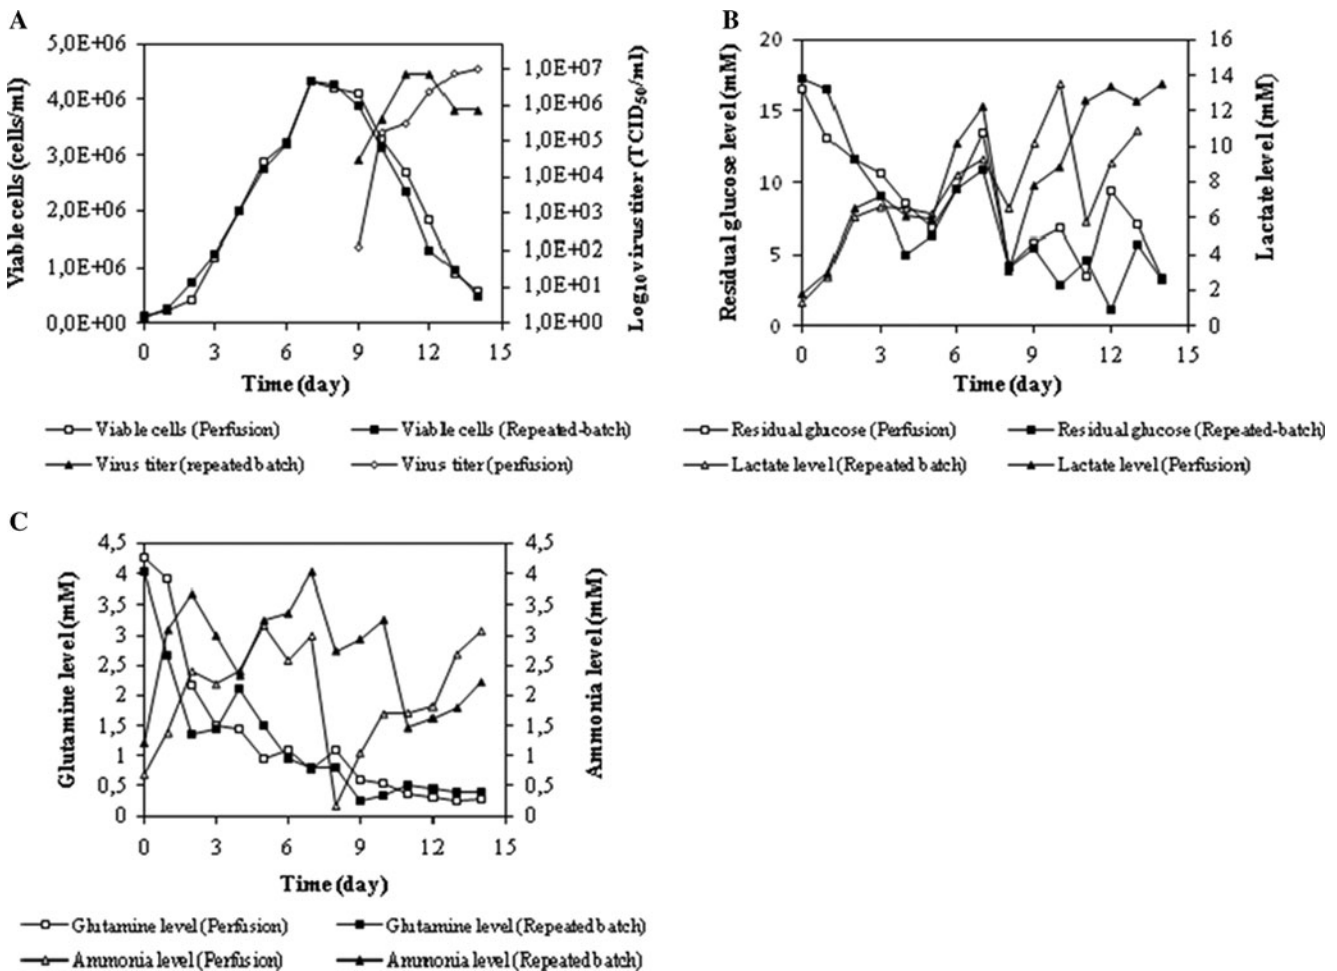 A
5,0E+06
4,0E+06
3,0E+06
2,0E+06
1,0E+06
0,0E+00
Viable cells (cells/ml)
1,0E+07
1,0E+06
1,0E+05
1,0E+04
1,0E+03
1,0E+02
1,0E+01
1,0E+00
Log10 virus titer (TCID50/ml)
0 3 6 9 12 15
Time (day)
Viable cells (Perfusion)
Viable cells (Repeated-batch)
Virus titer (repeated batch)
Virus titer (perfusion)
B
20
15
10
5
0
Residual glucose level (mM)
16
14
12
10
8
6
4
2
0
Lactate level (mM)
0 3 6 9 12 15
Time (day)
Residual glucose (Perfusion)
Residual glucose (Repeated-batch)
Lactate level (Repeated batch)
Lactate level (Perfusion)
C
4,5
4
3,5
3
2,5
2
1,5
1
0,5
0
Glutamine level (mM)
4,5
4
3,5
3
2,5
2
1,5
1
0,5
0
Ammonia level (mM)
0 3 6 9 12 15
Time (day)
Glutamine level (Perfusion)
Glutamine level (Repeated batch)
Ammonia level (Perfusion)
Ammonia level (Repeated batch)